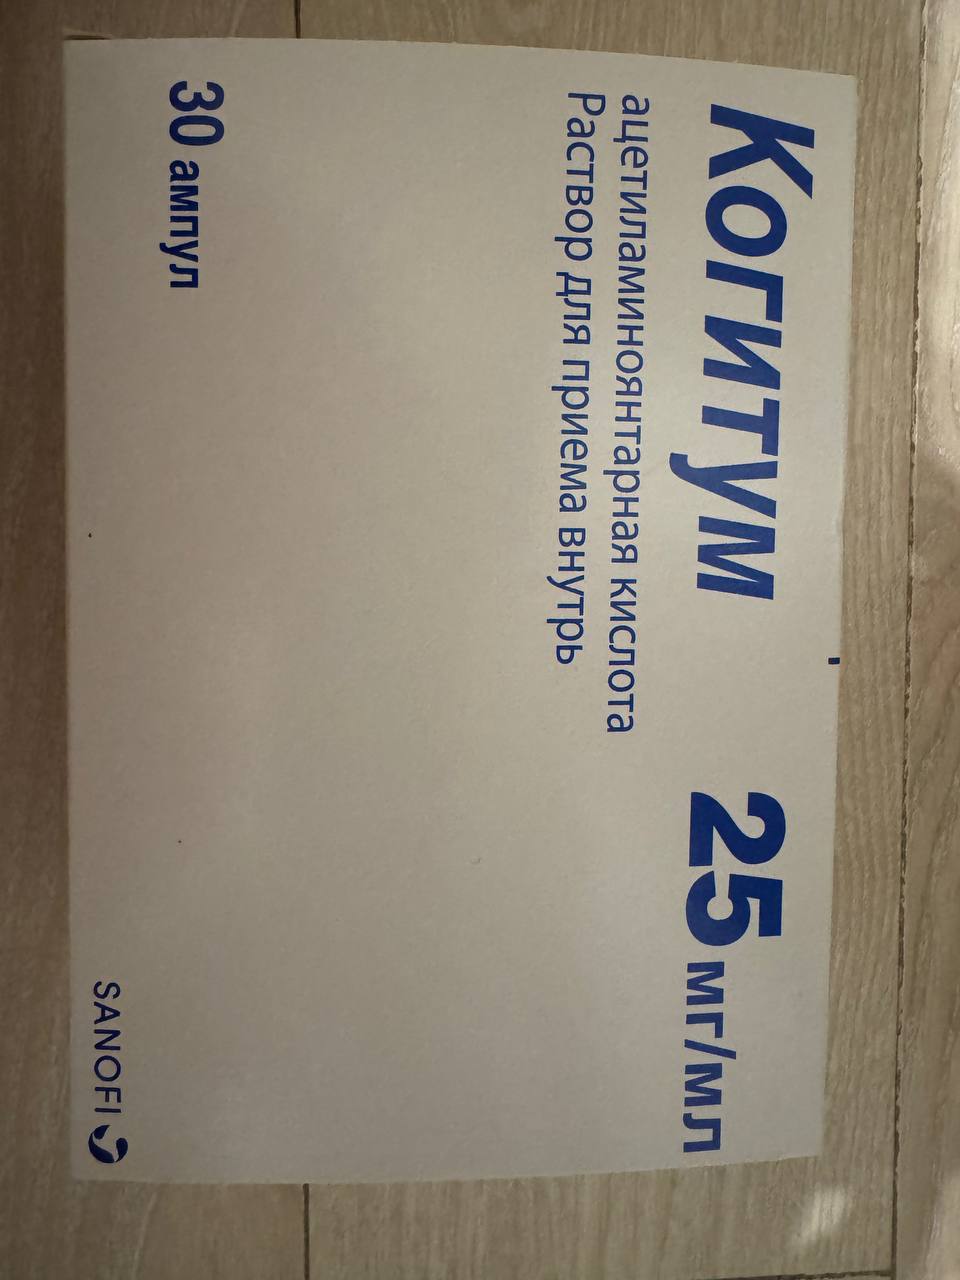 Когитум 25 мг/мл
ацетиламиноянтарная кислота
Раствор для приема внутрь
30 ампул
SANOFI